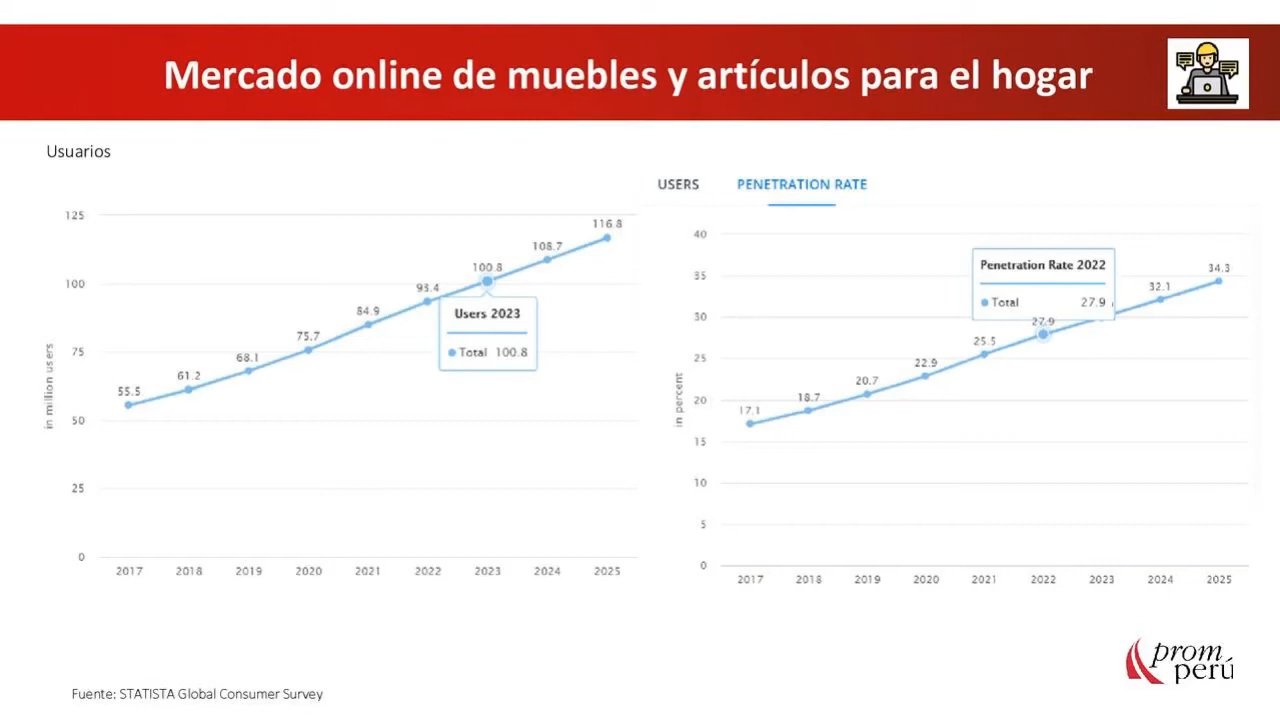 Mercado online de muebles y artículos para el hogar
Usuarios
125
100
75
50
25
0
in million users
55.5
61.2
68.1
75.7
84.9
93.4
100.8
108.7
116.8
Users 2023
Total 100.8
2017 2018 2019 2020 2021 2022 2023 2024 2025
USERS PENETRATION RATE
40
35
30
25
20
15
10
5
0
in percent
17.1
18.7
20.7
22.9
25.5
27.9
32.1
34.3
Penetration Rate 2022
Total 27.9
2017 2018 2019 2020 2021 2022 2023 2024 2025
prom
perú
Fuente: STATISTA Global Consumer Survey